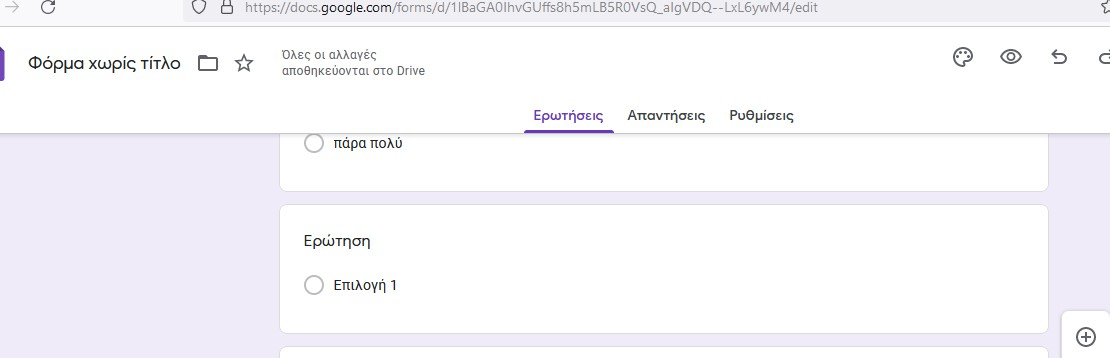 https://docs.google.com/forms/d/1lBaGA0IhvGUffs8h5mLB5R0VsQ_aIgVDQ--LxL6ywM4/edit
Φόρμα χωρίς τίτλο
Όλες οι αλλαγές
αποθηκεύονται στο Drive
Ερωτήσεις Απαντήσεις Ρυθμίσεις
πάρα πολύ
Ερώτηση
Επιλογή 1